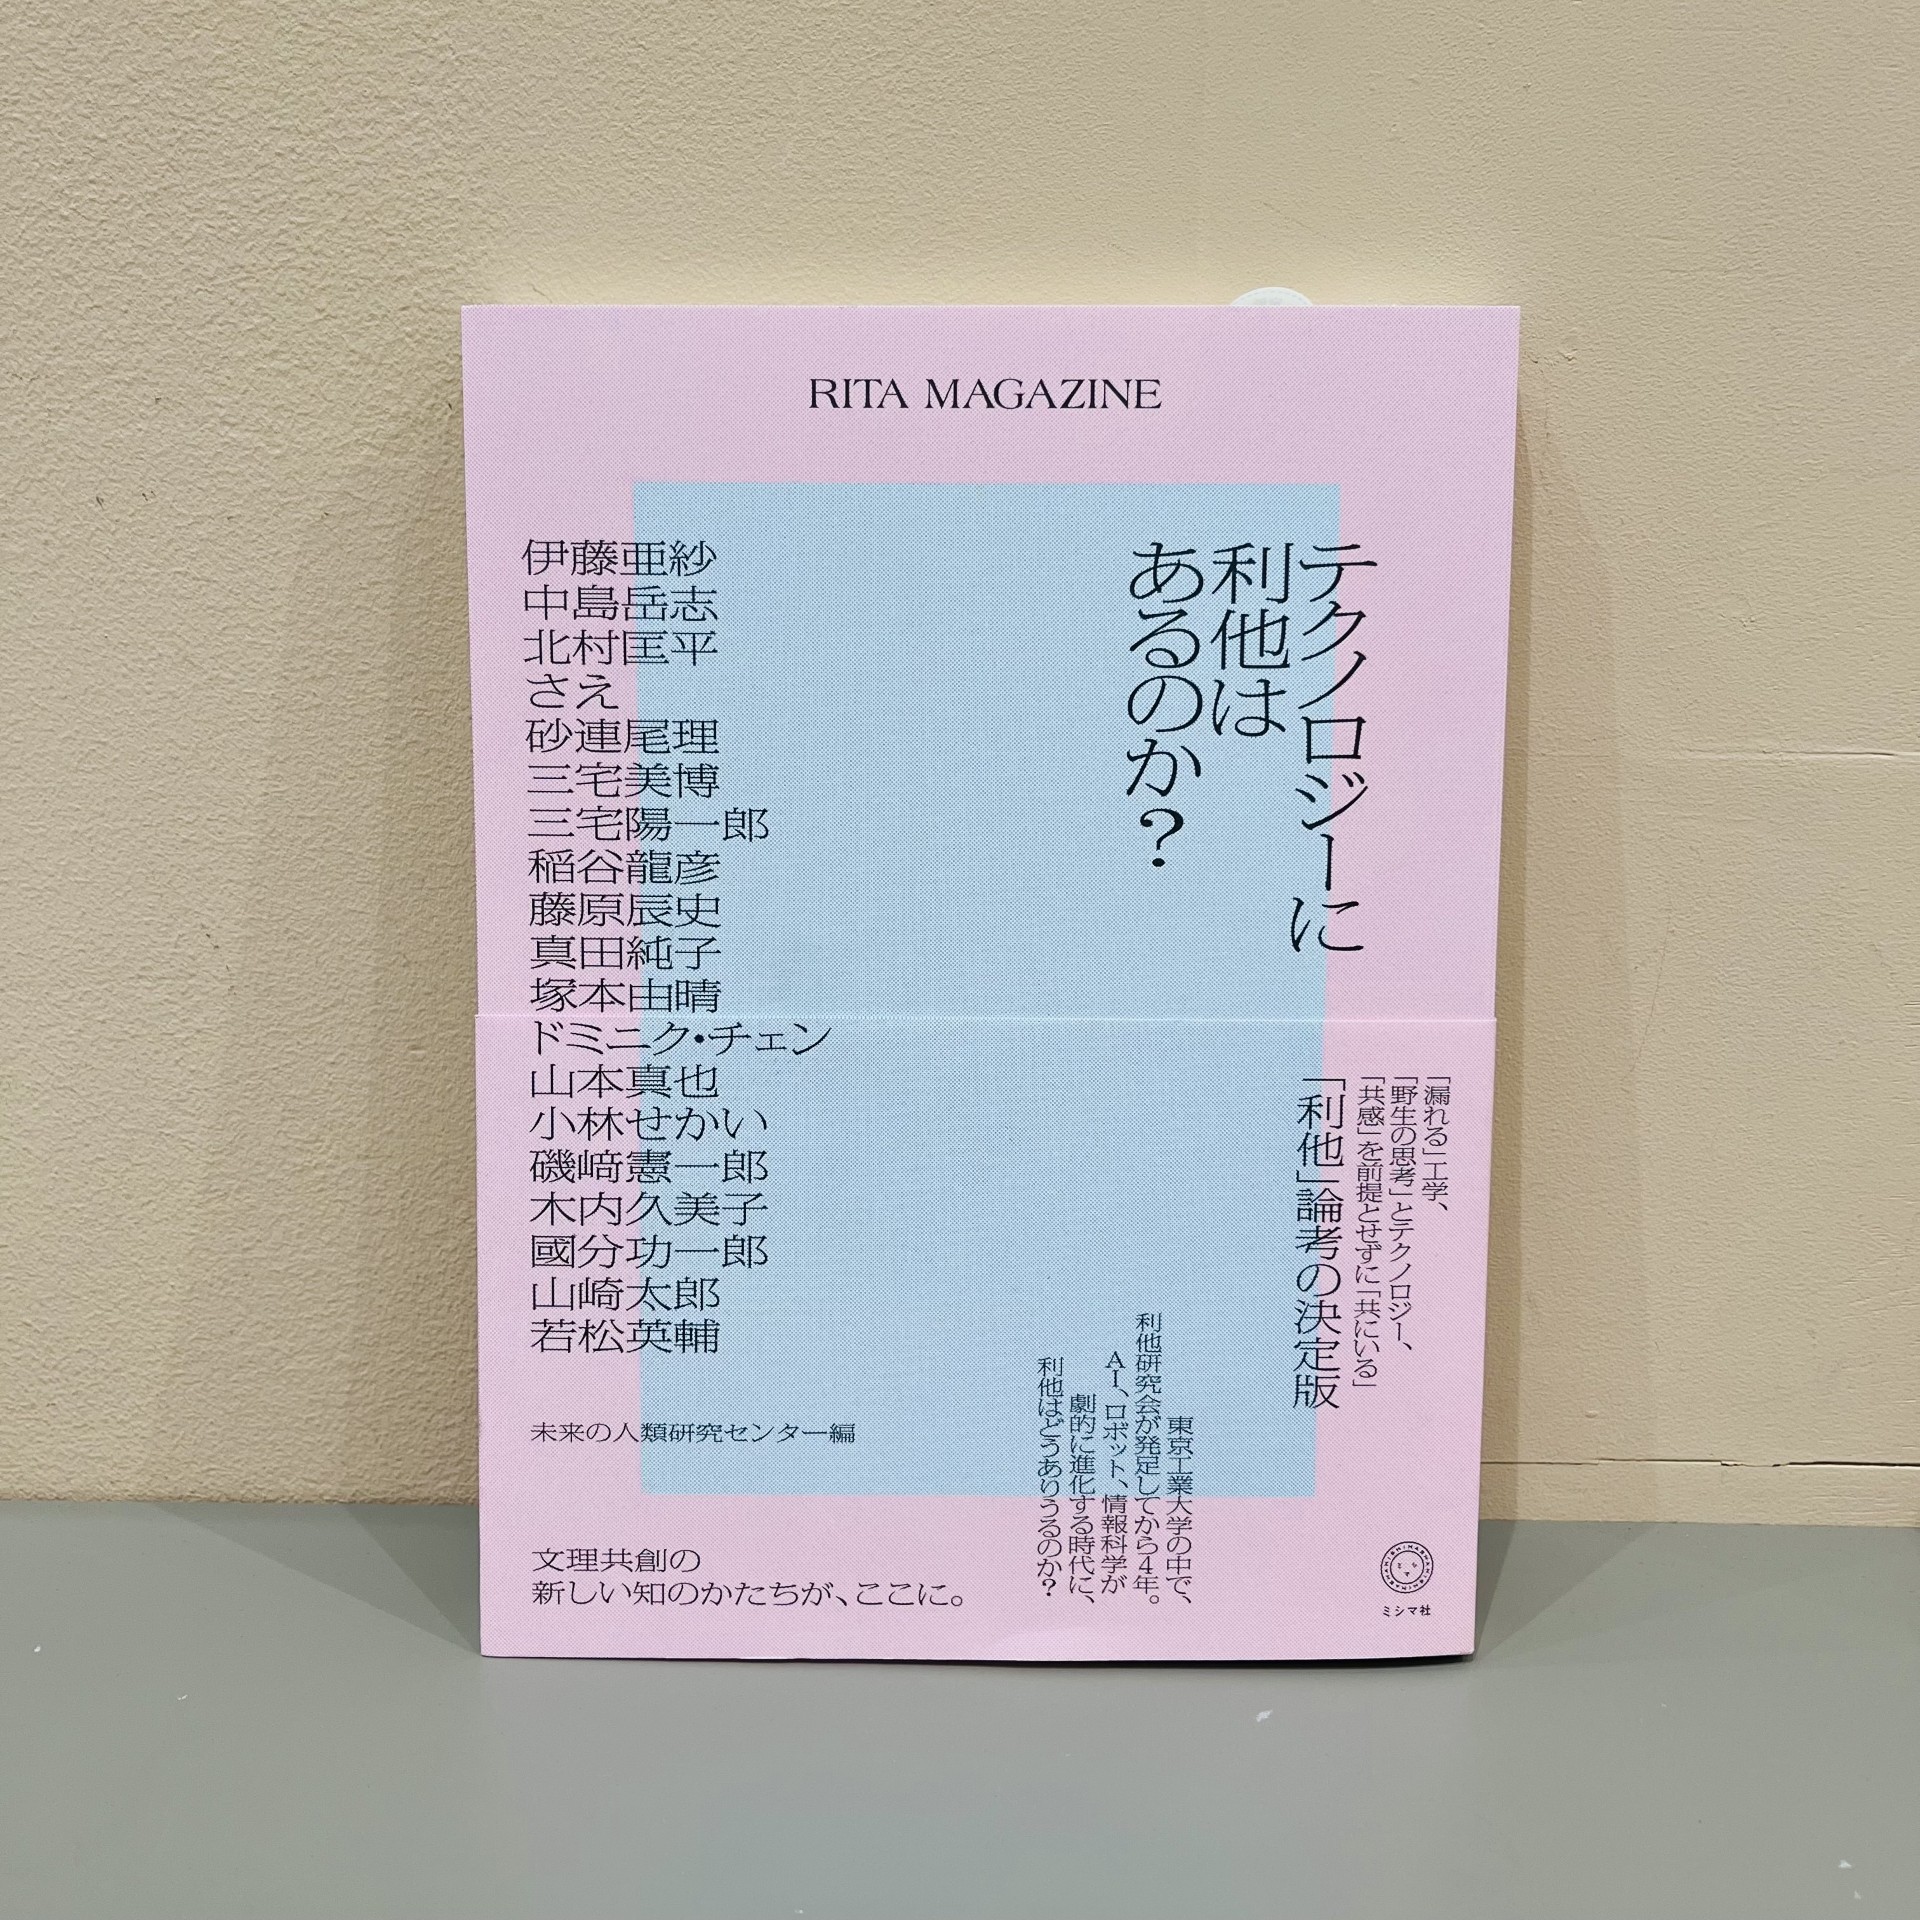 RITA MAGAZINE
テクノロジーに
利他は
あるのか？
伊藤亜紗
中島岳志
北村匡平
さえ
砂連尾理
三宅美博
三宅陽一郎
稲谷龍彦
藤原辰史
真田純子
塚本由晴
ドミニク・チェン
山本真也
小林せかい
磯﨑憲一郎
木内久美子
國分功一郎
山崎太郎
若松英輔
未来の人類研究センター編
「漏れる」工学、
「野生の思考」とテクノロジー、
「共感」を前提とせずに「共にいる」
「利他」論考の決定版
東京工業大学の中で、
利他研究会が発足してから4年。
AI、ロボット、情報科学が
劇的に進化する時代に、
利他はどうありうるのか？
文理共創の
新しい知のかたちが、ここに。
ミシマ社